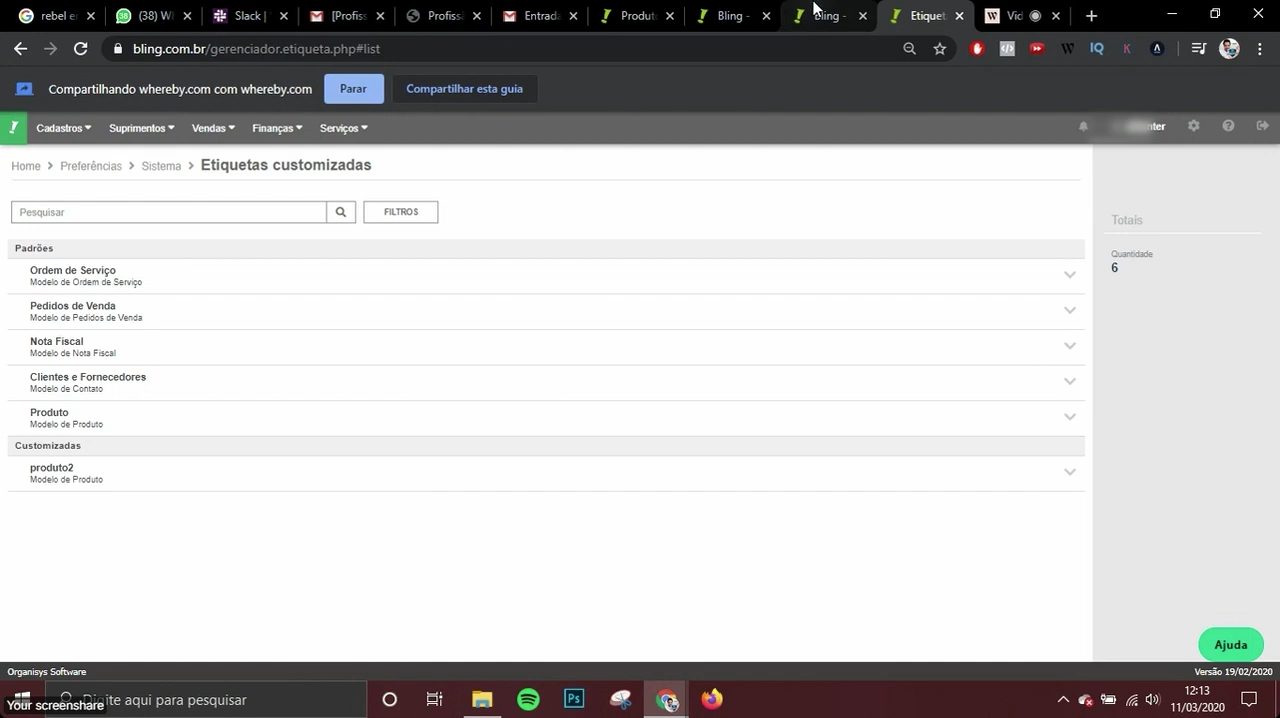 rebel e
(38) W
Slack |
[Profis
Profissã
Entrada
Produt
Bling -
Bling -
Etiquet
Vid
bling.com.br/gerenciador.etiqueta.php#list
Compartilhando whereby.com com whereby.com
Parar
Compartilhar esta guia
Cadastros Suprimentos Vendas Finanças Serviços
Home > Preferências > Sistema > Etiquetas customizadas
Pesquisar
FILTROS
Padrões
Ordem de Serviço
Modelo de Ordem de Serviço
Pedidos de Venda
Modelo de Pedidos de Venda
Nota Fiscal
Modelo de Nota Fiscal
Clientes e Fornecedores
Modelo de Contato
Produto
Modelo de Produto
Customizadas
produto2
Modelo de Produto
Totais
Quantidade
6
Ajuda
Organisys Software
Versão 19/02/2020
Digite aqui para pesquisar
Your screenshare
Ps
12:13
11/03/2020